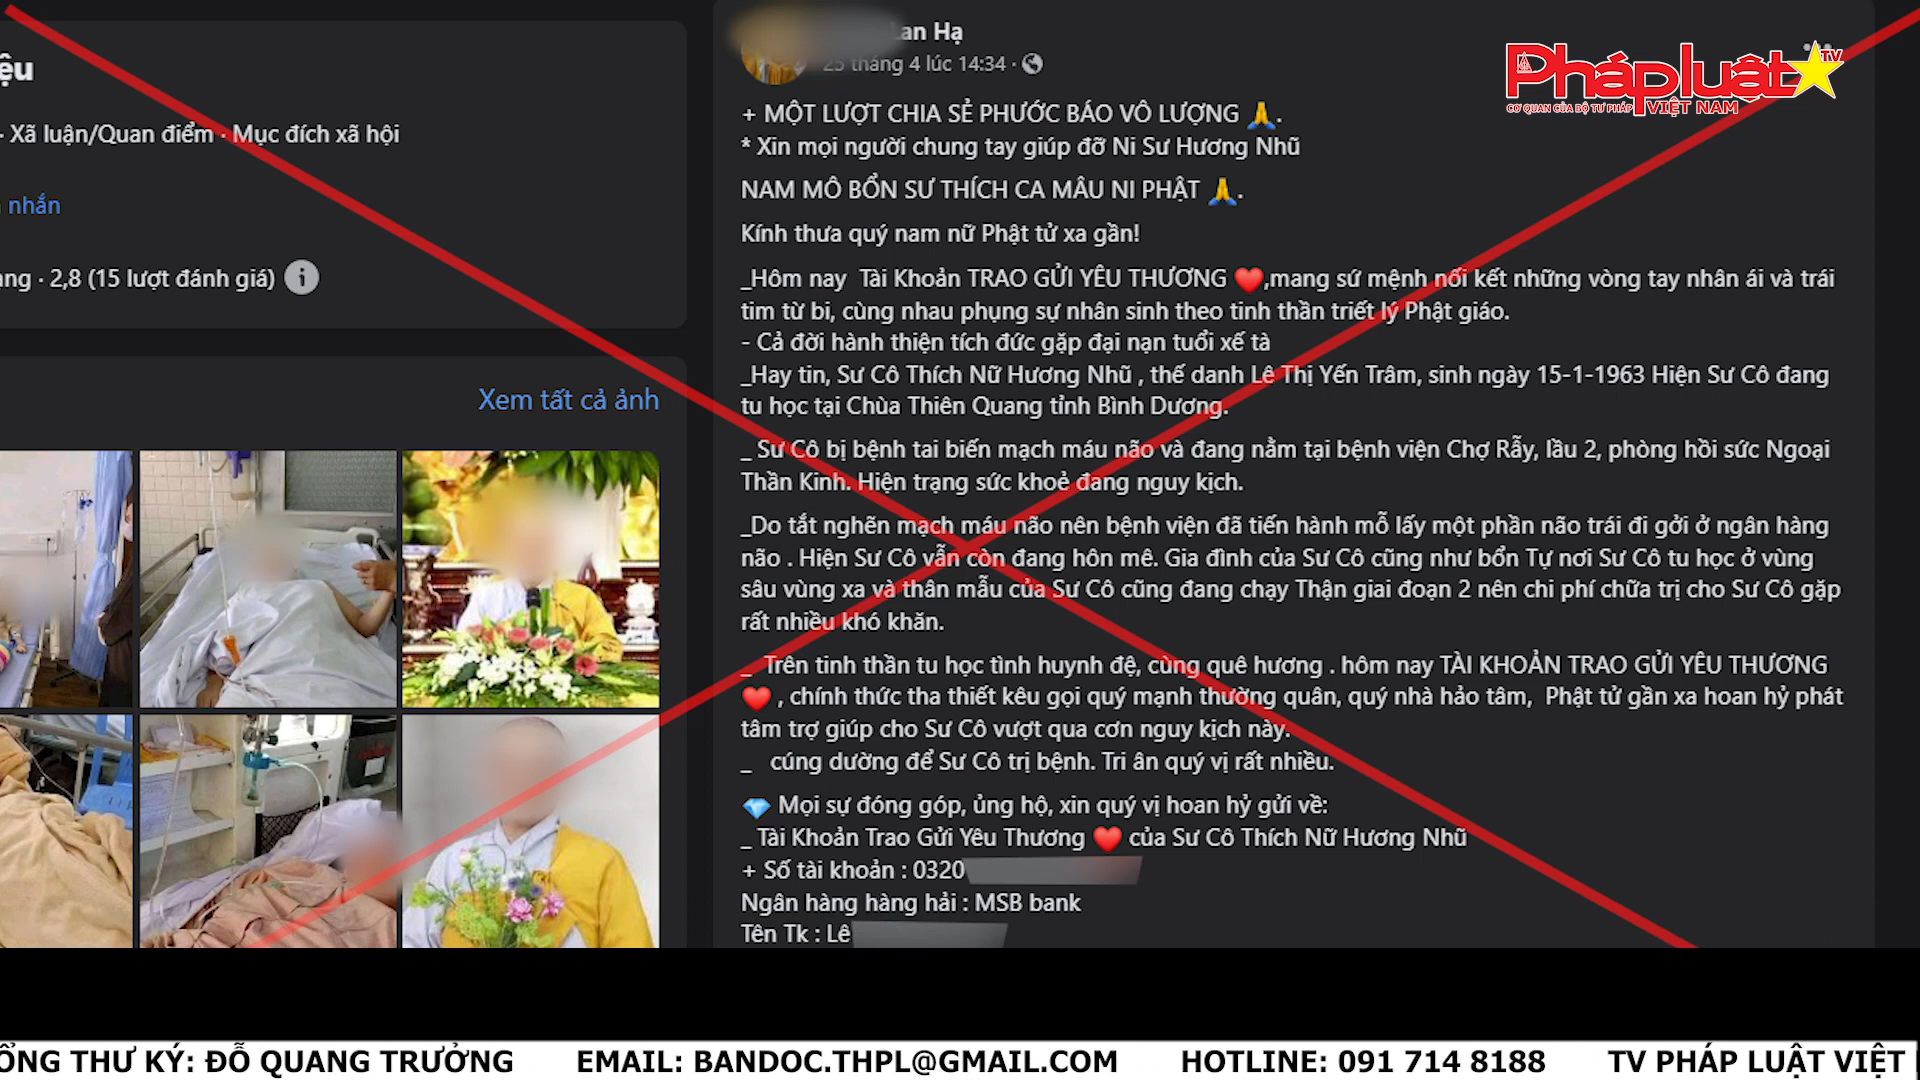 ệu
· Xã luận/Quan điểm · Mục đích xã hội
nhắn
ang · 2,8 (15 lượt đánh giá)
Xem tất cả ảnh
Lan Hạ
25 tháng 4 lúc 14:34 ·
+ MỘT LƯỢT CHIA SẺ PHƯỚC BÁO VÔ LƯỢNG 🙏.
* Xin mọi người chung tay giúp đỡ Ni Sư Hương Nhũ
NAM MÔ BỔN SƯ THÍCH CA MÂU NI PHẬT 🙏.
Kính thưa quý nam nữ Phật tử xa gần!
_Hôm nay Tài Khoản TRAO GỬI YÊU THƯƠNG ❤️,mang sứ mệnh nối kết những vòng tay nhân ái và trái
tim từ bi, cùng nhau phụng sự nhân sinh theo tinh thần triết lý Phật giáo.
- Cả đời hành thiện tích đức gặp đại nạn tuổi xế tà
_Hay tin, Sư Cô Thích Nữ Hương Nhũ , thế danh Lê Thị Yến Trâm, sinh ngày 15-1-1963 Hiện Sư Cô đang
tu học tại Chùa Thiên Quang tỉnh Bình Dương.
_ Sư Cô bị bệnh tai biến mạch máu não và đang nằm tại bệnh viện Chợ Rẫy, lầu 2, phòng hồi sức Ngoại
Thần Kinh. Hiện trạng sức khoẻ đang nguy kịch.
_Do tắt nghẽn mạch máu não nên bệnh viện đã tiến hành mỗ lấy một phần não trái đi gởi ở ngân hàng
não . Hiện Sư Cô vẫn còn đang hôn mê. Gia đình của Sư Cô cũng như bổn Tự nơi Sư Cô tu học ở vùng
sâu vùng xa và thân mẫu của Sư Cô cũng đang chạy Thận giai đoạn 2 nên chi phí chữa trị cho Sư Cô gặp
rất nhiều khó khăn.
_ Trên tinh thần tu học tình huynh đệ, cùng quê hương . hôm nay TÀI KHOẢN TRAO GỬI YÊU THƯƠNG
❤️ , chính thức tha thiết kêu gọi quý mạnh thường quân, quý nhà hảo tâm, Phật tử gần xa hoan hỷ phát
tâm trợ giúp cho Sư Cô vượt qua cơn nguy kịch này.
_ cúng dường để Sư Cô trị bệnh. Tri ân quý vị rất nhiều.
💎 Mọi sự đóng góp, ủng hộ, xin quý vị hoan hỷ gửi về:
_ Tài Khoản Trao Gửi Yêu Thương ❤️ của Sư Cô Thích Nữ Hương Nhũ
+ Số tài khoản : 0320
Ngân hàng hàng hải : MSB bank
Tên Tk : Lê
Phápluật TV
CƠ QUAN CỦA BỘ TƯ PHÁP VIỆT NAM
ỔNG THƯ KÝ: ĐỖ QUANG TRƯỞNG EMAIL: BANDOC.THPL@GMAIL.COM HOTLINE: 091 714 8188 TV PHÁP LUẬT VIỆT